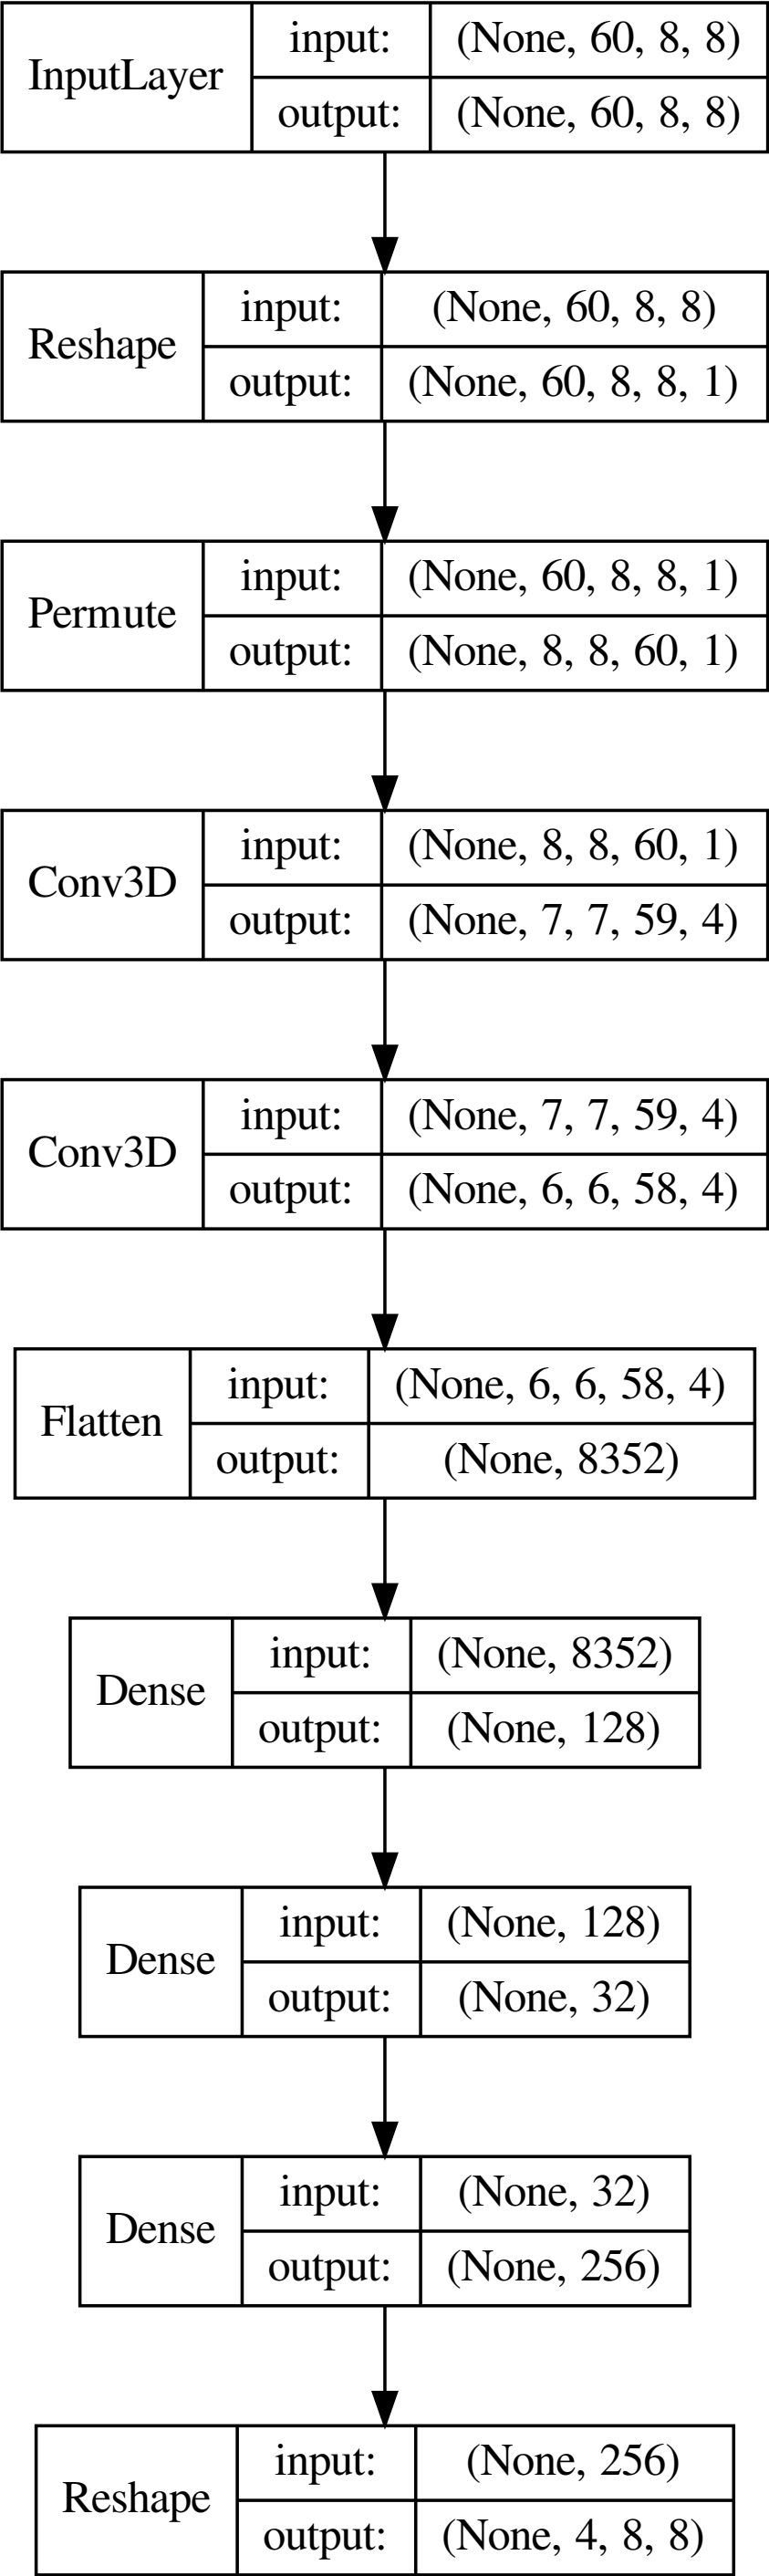 InputLayer
input: (None, 60, 8, 8)
output: (None, 60, 8, 8)
Reshape
input: (None, 60, 8, 8)
output: (None, 60, 8, 8, 1)
Permute
input: (None, 60, 8, 8, 1)
output: (None, 8, 8, 60, 1)
Conv3D
input: (None, 8, 8, 60, 1)
output: (None, 7, 7, 59, 4)
Conv3D
input: (None, 7, 7, 59, 4)
output: (None, 6, 6, 58, 4)
Flatten
input: (None, 6, 6, 58, 4)
output: (None, 8352)
Dense
input: (None, 8352)
output: (None, 128)
Dense
input: (None, 128)
output: (None, 32)
Dense
input: (None, 32)
output: (None, 256)
Reshape
input: (None, 256)
output: (None, 4, 8, 8)